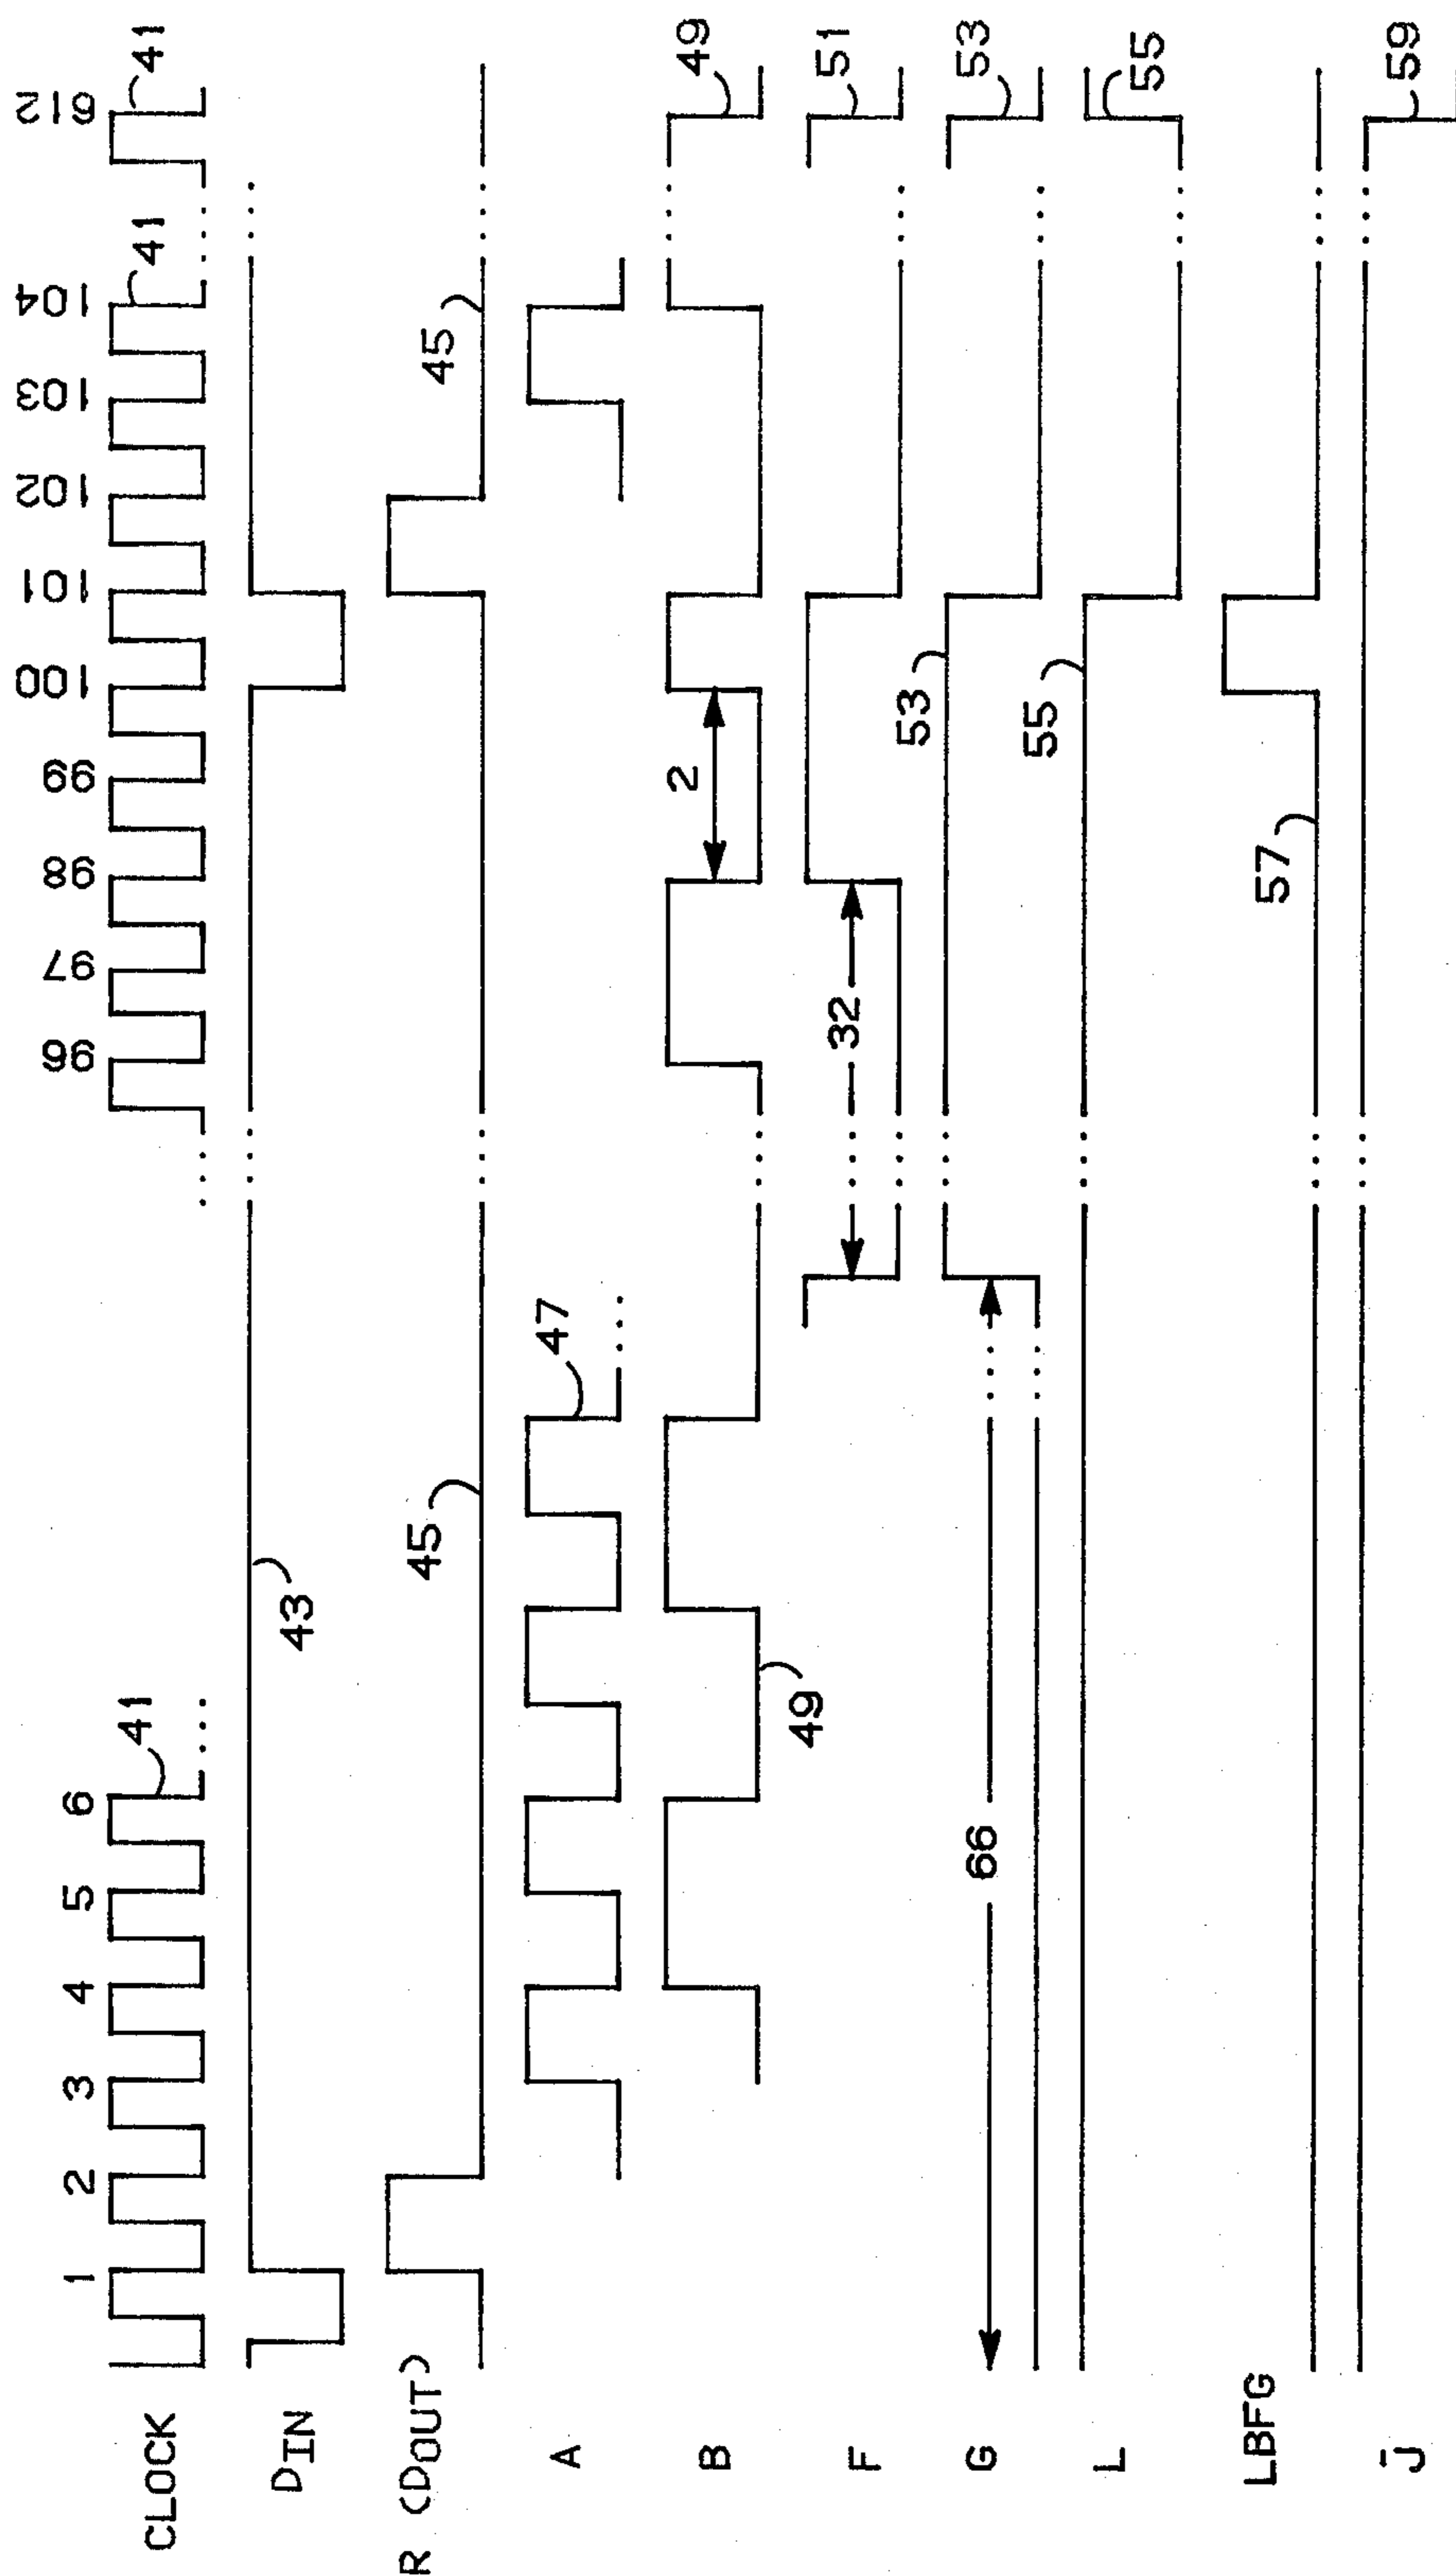 CLOCK 1 2 3 4 5 6 41 96 97 98 99 100 101 102 103 104 41 612 41
DIN 43
R (DOUT) 45 45
A 47
B 49 2 49
F 32 51
G 66 53 53
L 55 55
LBFG 57
J̄ 59